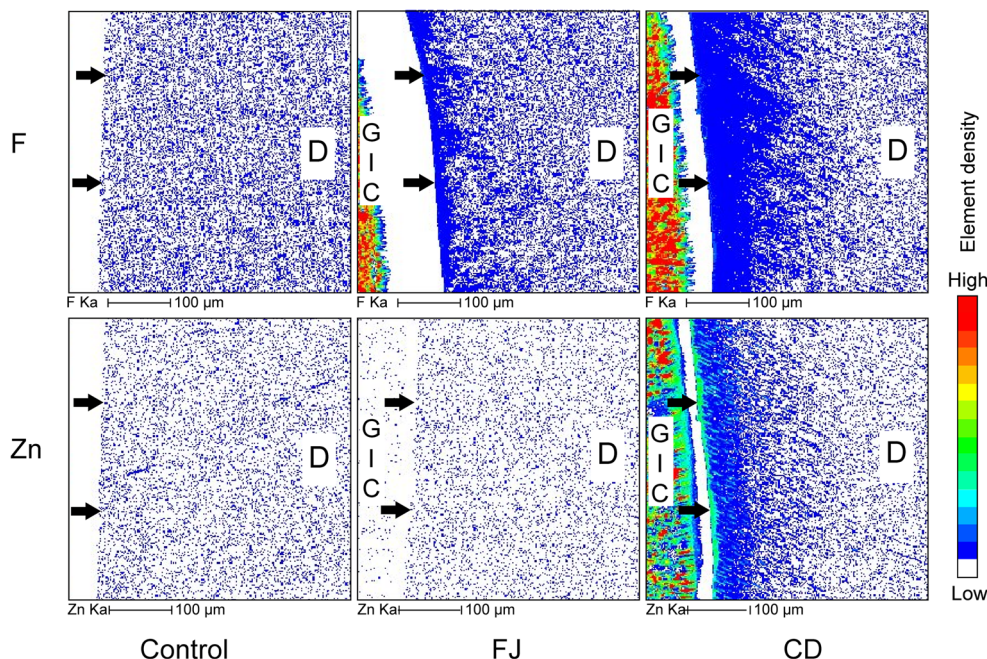 F
D
F Ka 100 µm
G
I
C
D
F Ka 100 µm
G
I
C
D
F Ka 100 µm
Zn
D
Zn Ka 100 µm
G
I
C
D
Zn Ka 100 µm
G
I
C
D
Zn Ka 100 µm
Element density
High
Low
Control
FJ
CD